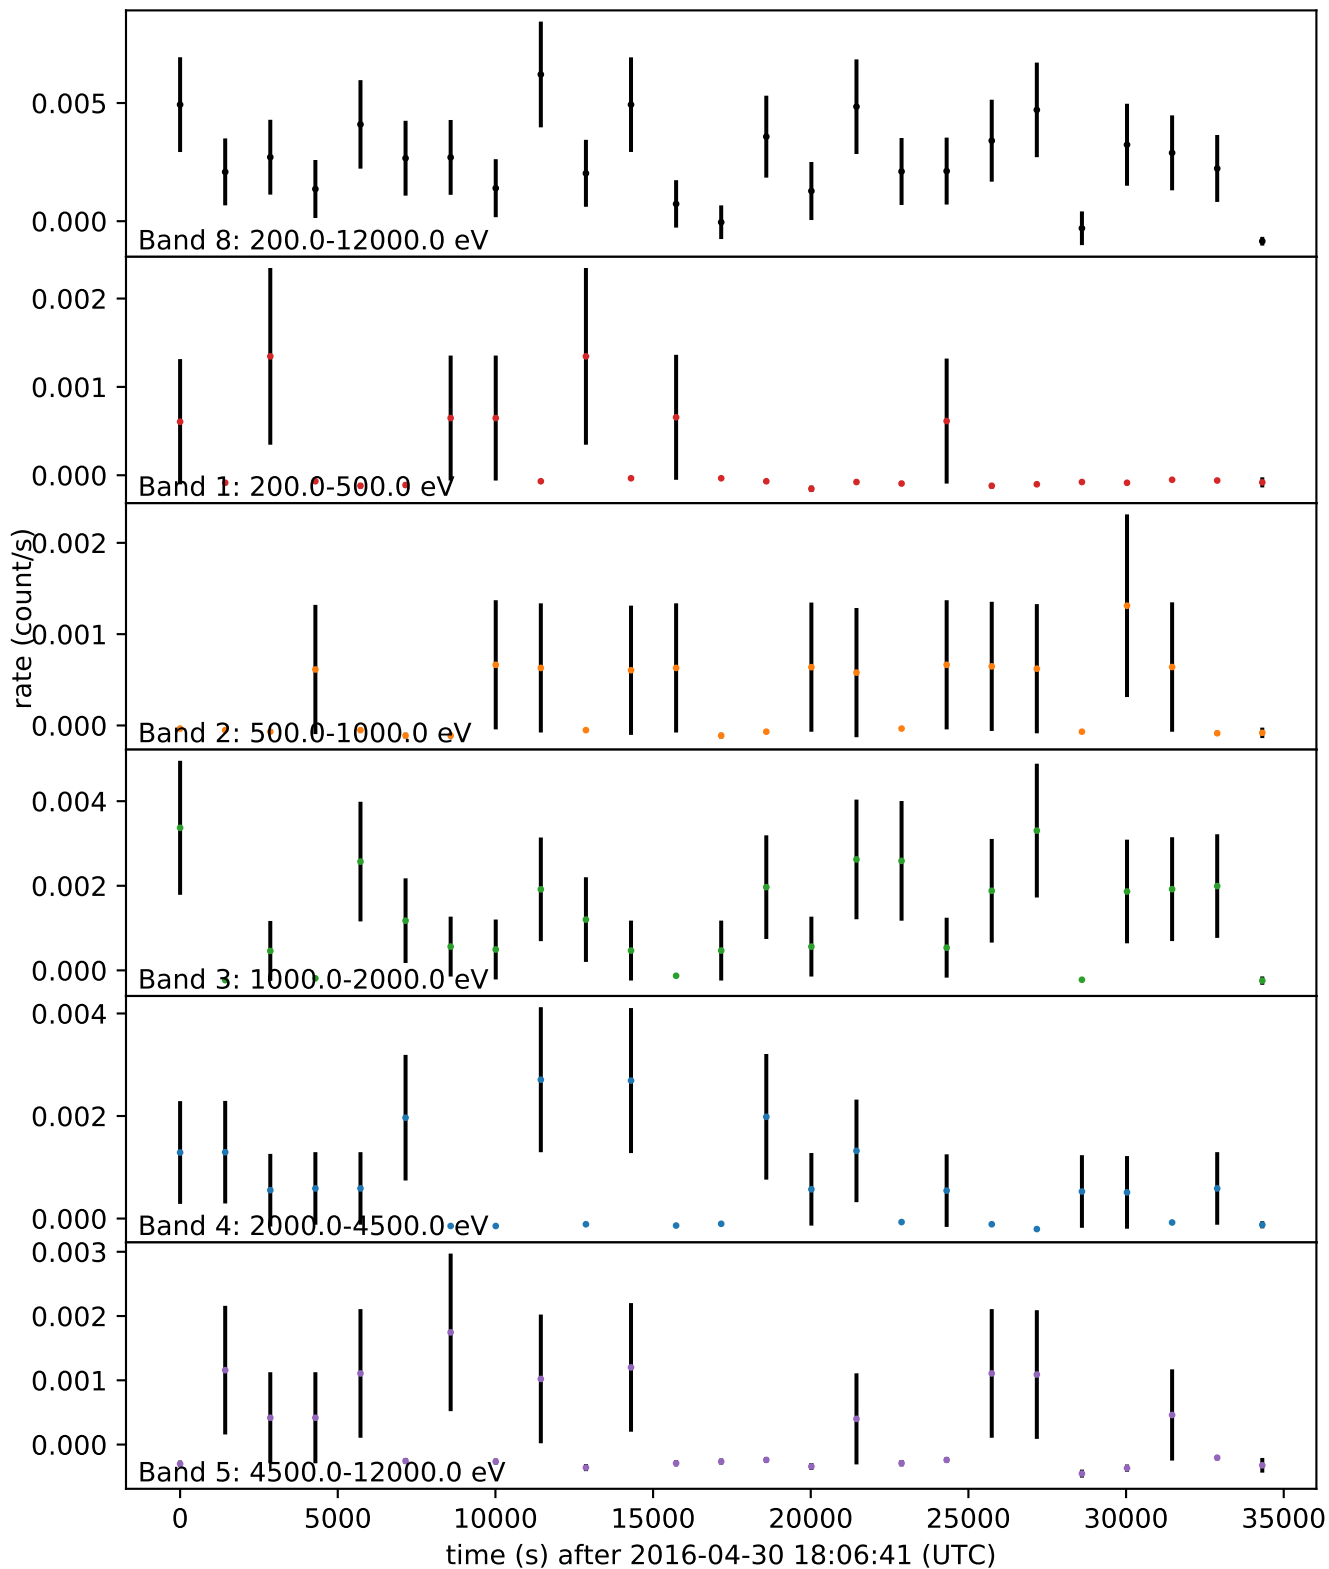 0.005
0.000
Band 8: 200.0-12000.0 eV
0.002
0.001
0.000
Band 1: 200.0-500.0 eV
rate (count/s)
0.002
0.001
0.000
Band 2: 500.0-1000.0 eV
0.004
0.002
0.000
Band 3: 1000.0-2000.0 eV
0.004
0.002
0.000
Band 4: 2000.0-4500.0 eV
0.003
0.002
0.001
0.000
Band 5: 4500.0-12000.0 eV
0 5000 10000 15000 20000 25000 30000 35000
time (s) after 2016-04-30 18:06:41 (UTC)